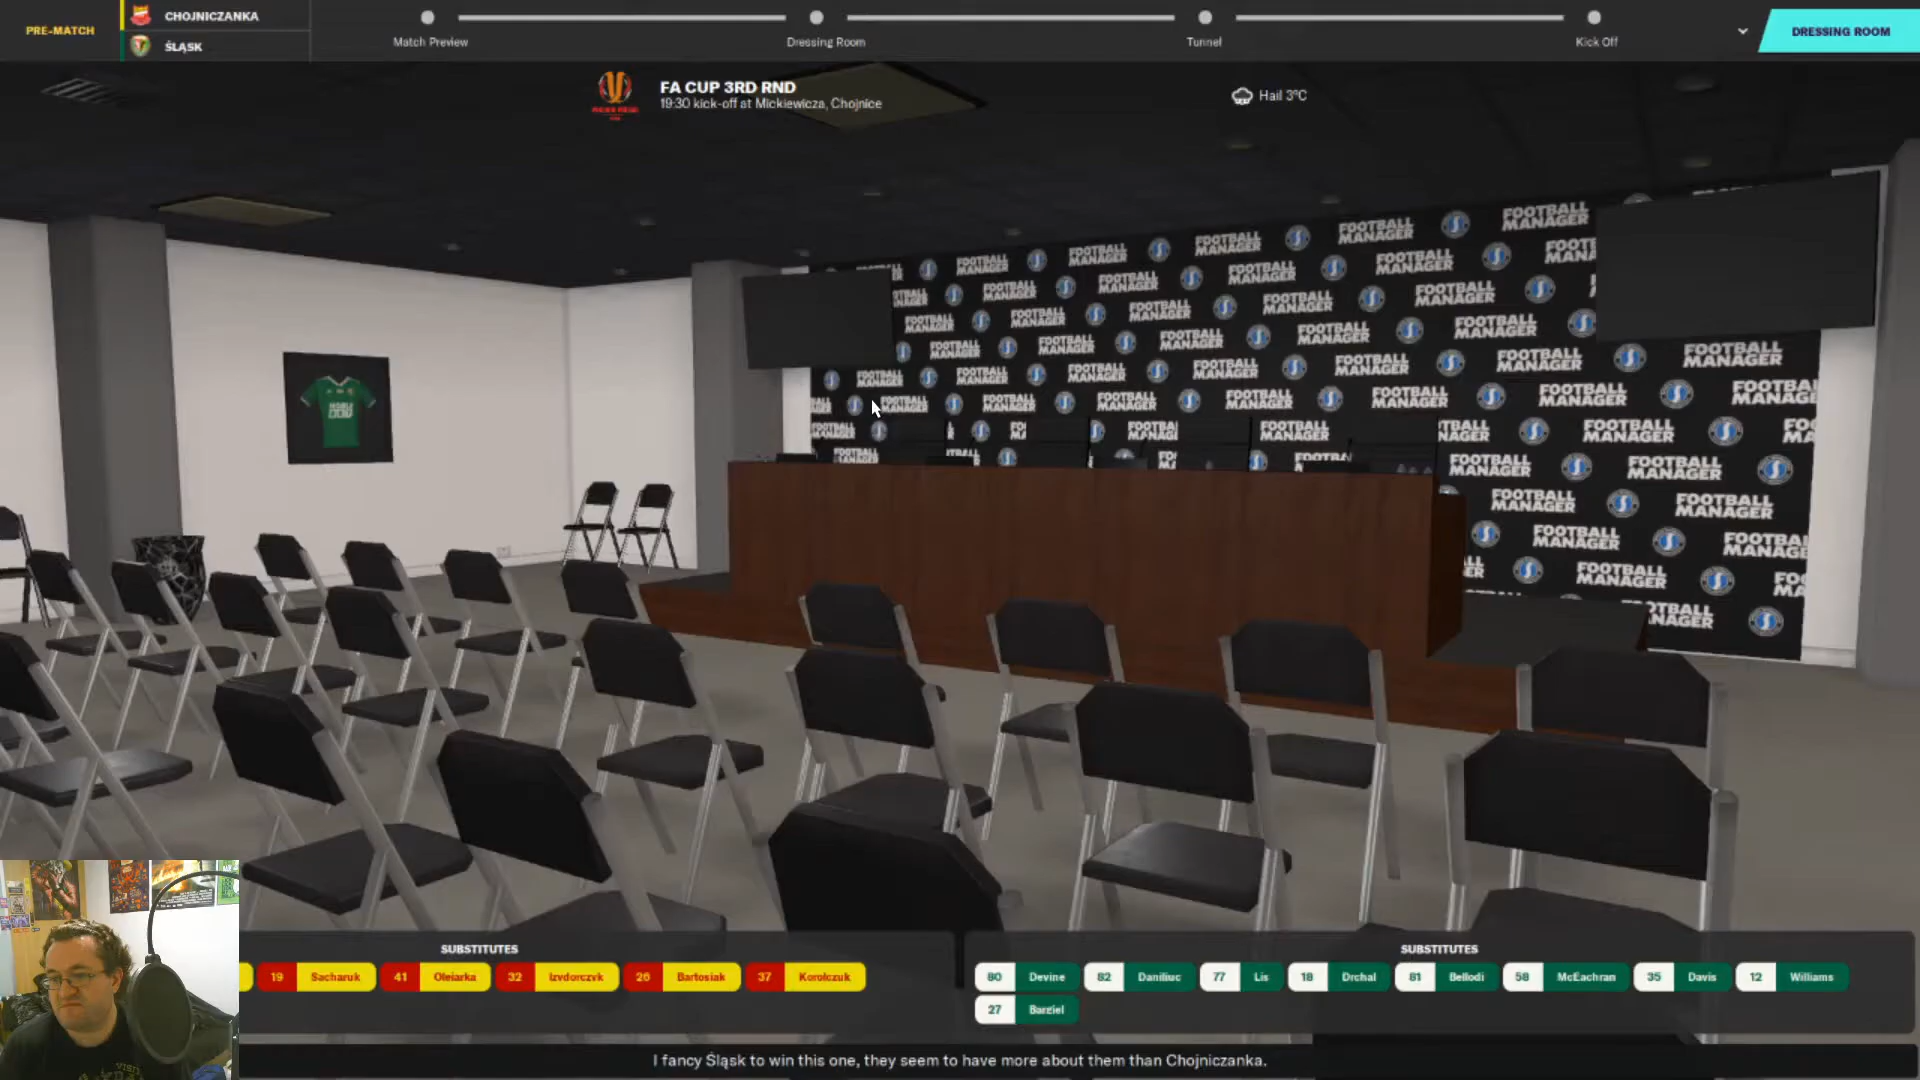 PRE-MATCH
CHOJNICZANKA
ŚLĄSK
Match Preview
Dressing Room
Tunnel
Kick Off
DRESSING ROOM
FA CUP 3RD RND
19:30 kick-off at Mickiewicza, Chojnice
Hail 3°C
FOOTBALL MANAGER
SUBSTITUTES
19 Sacharuk
41 Oleiarka
32 Izvdorczvk
26 Bartosiak
37 Korolczuk
SUBSTITUTES
80 Devine
82 Daniliuc
77 Lis
18 Drchal
81 Bellodi
58 McEachran
35 Davis
12 Williams
27 Barziel
I fancy Śląsk to win this one, they seem to have more about them than Chojniczanka.